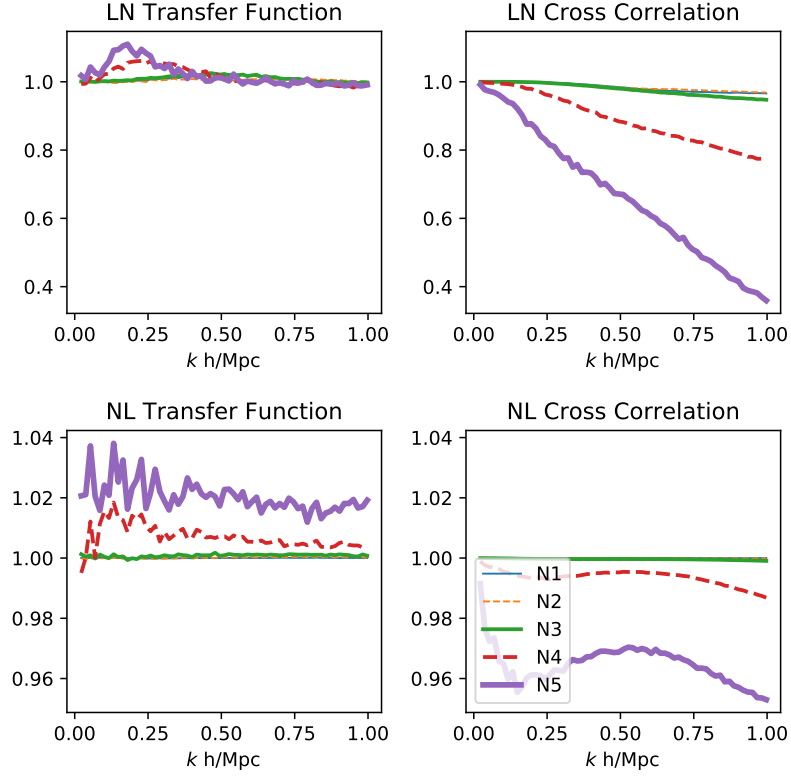 LN Transfer Function
1.0
0.8
0.6
0.4
0.00 0.25 0.50 0.75 1.00
k h/Mpc
LN Cross Correlation
1.0
0.8
0.6
0.4
0.00 0.25 0.50 0.75 1.00
k h/Mpc
NL Transfer Function
1.04
1.02
1.00
0.98
0.96
0.00 0.25 0.50 0.75 1.00
k h/Mpc
NL Cross Correlation
1.04
1.02
1.00
0.98
0.96
N1
N2
N3
N4
N5
0.00 0.25 0.50 0.75 1.00
k h/Mpc